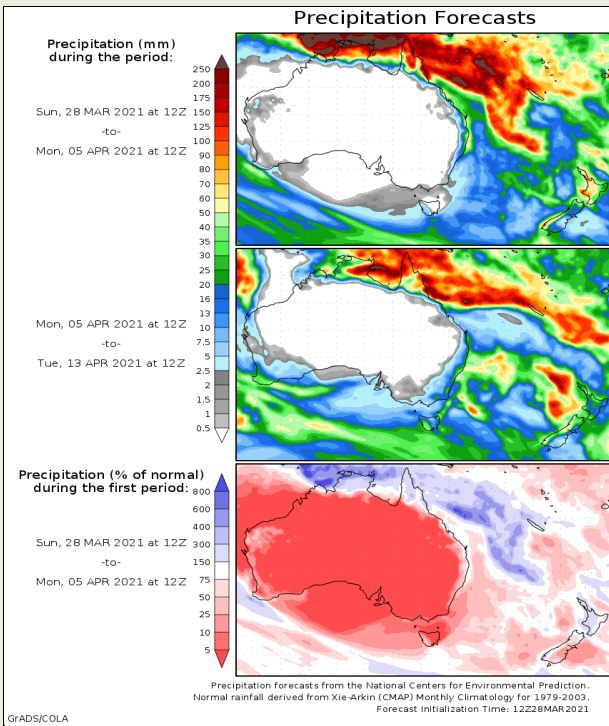 Precipitation Forecasts
Precipitation (mm)
during the period:
Sun, 28 MAR 2021 at 12Z
-to-
Mon, 05 APR 2021 at 12Z
250
200
175
150
125
100
90
80
70
60
50
40
35
30
25
20
16
13
10
7.5
5
2.5
2
1.5
1
0.5
Mon, 05 APR 2021 at 12Z
-to-
Tue, 13 APR 2021 at 12Z
Precipitation (% of normal)
during the first period:
Sun, 28 MAR 2021 at 12Z
-to-
Mon, 05 APR 2021 at 12Z
800
600
400
300
150
75
50
25
10
5
Precipitation forecasts from the National Centers for Environmental Prediction.
Normal rainfall derived from Xie-Arkin (CMAP) Monthly Climatology for 1979-2003.
Forecast Initialization Time: 12Z28MAR2021
GrADS/COLA